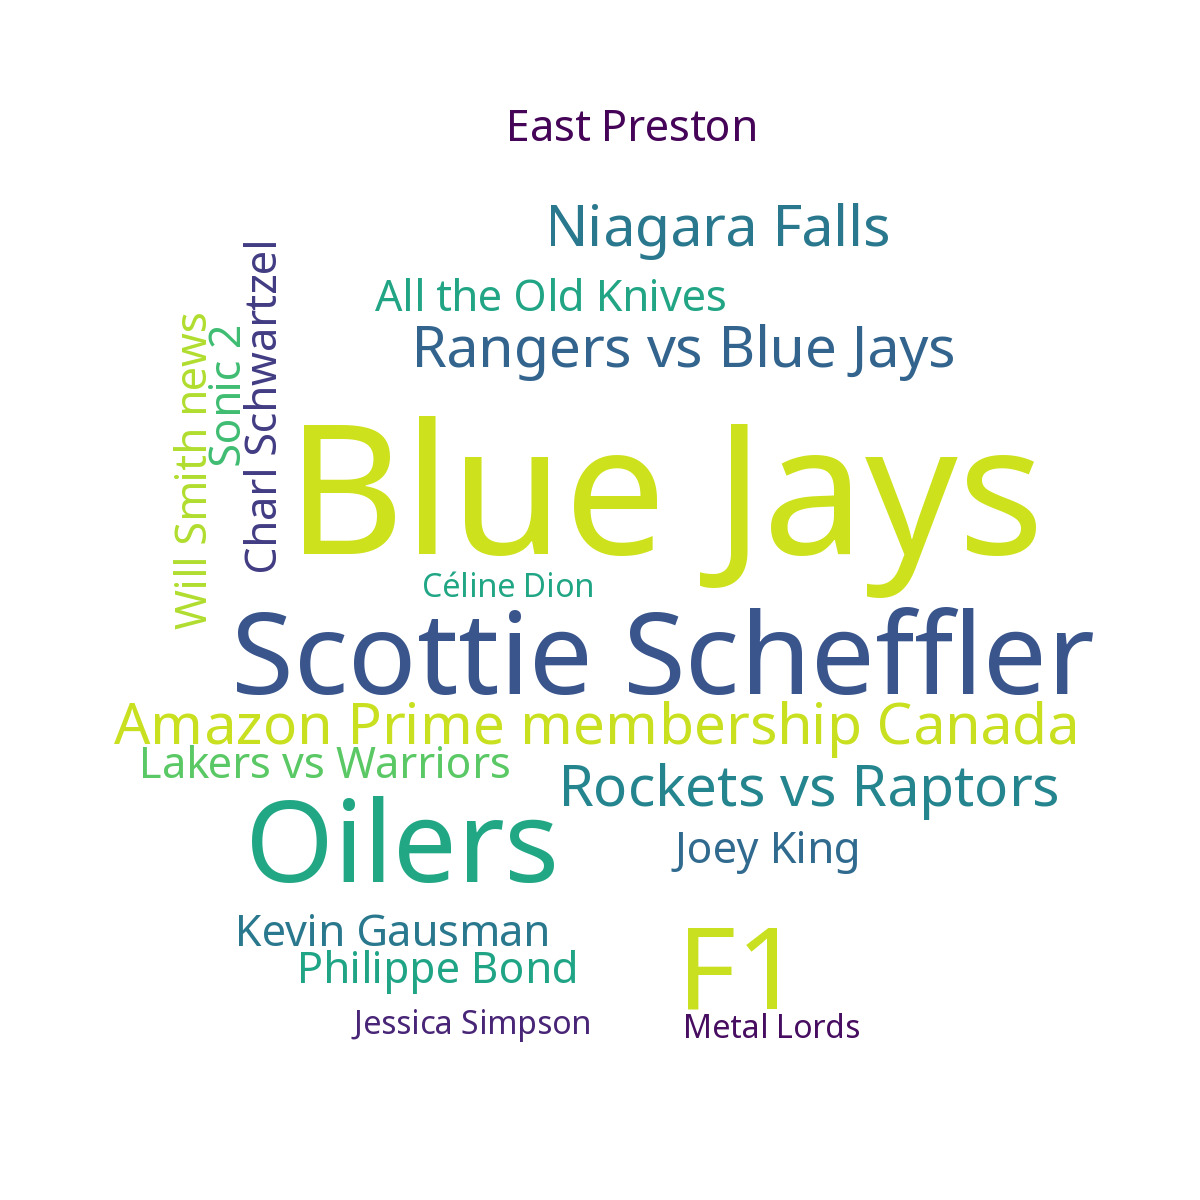 East Preston
Niagara Falls
All the Old Knives
Rangers vs Blue Jays
Will Smith news
Sonic 2
Charl Schwartzel
Blue Jays
Céline Dion
Scottie Scheffler
Amazon Prime membership Canada
Lakers vs Warriors
Rockets vs Raptors
Oilers
Joey King
Kevin Gausman
F1
Philippe Bond
Jessica Simpson
Metal Lords